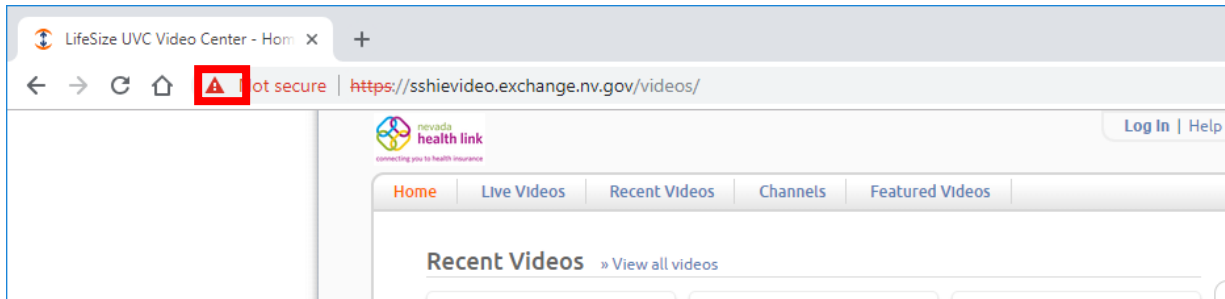 LifeSize UVC Video Center - Hom
ot secure | https://sshievideo.exchange.nv.gov/videos/
nevada
health link
connecting you to health insurance
Log In | Help
Home
Live Videos
Recent Videos
Channels
Featured Videos
Recent Videos » View all videos